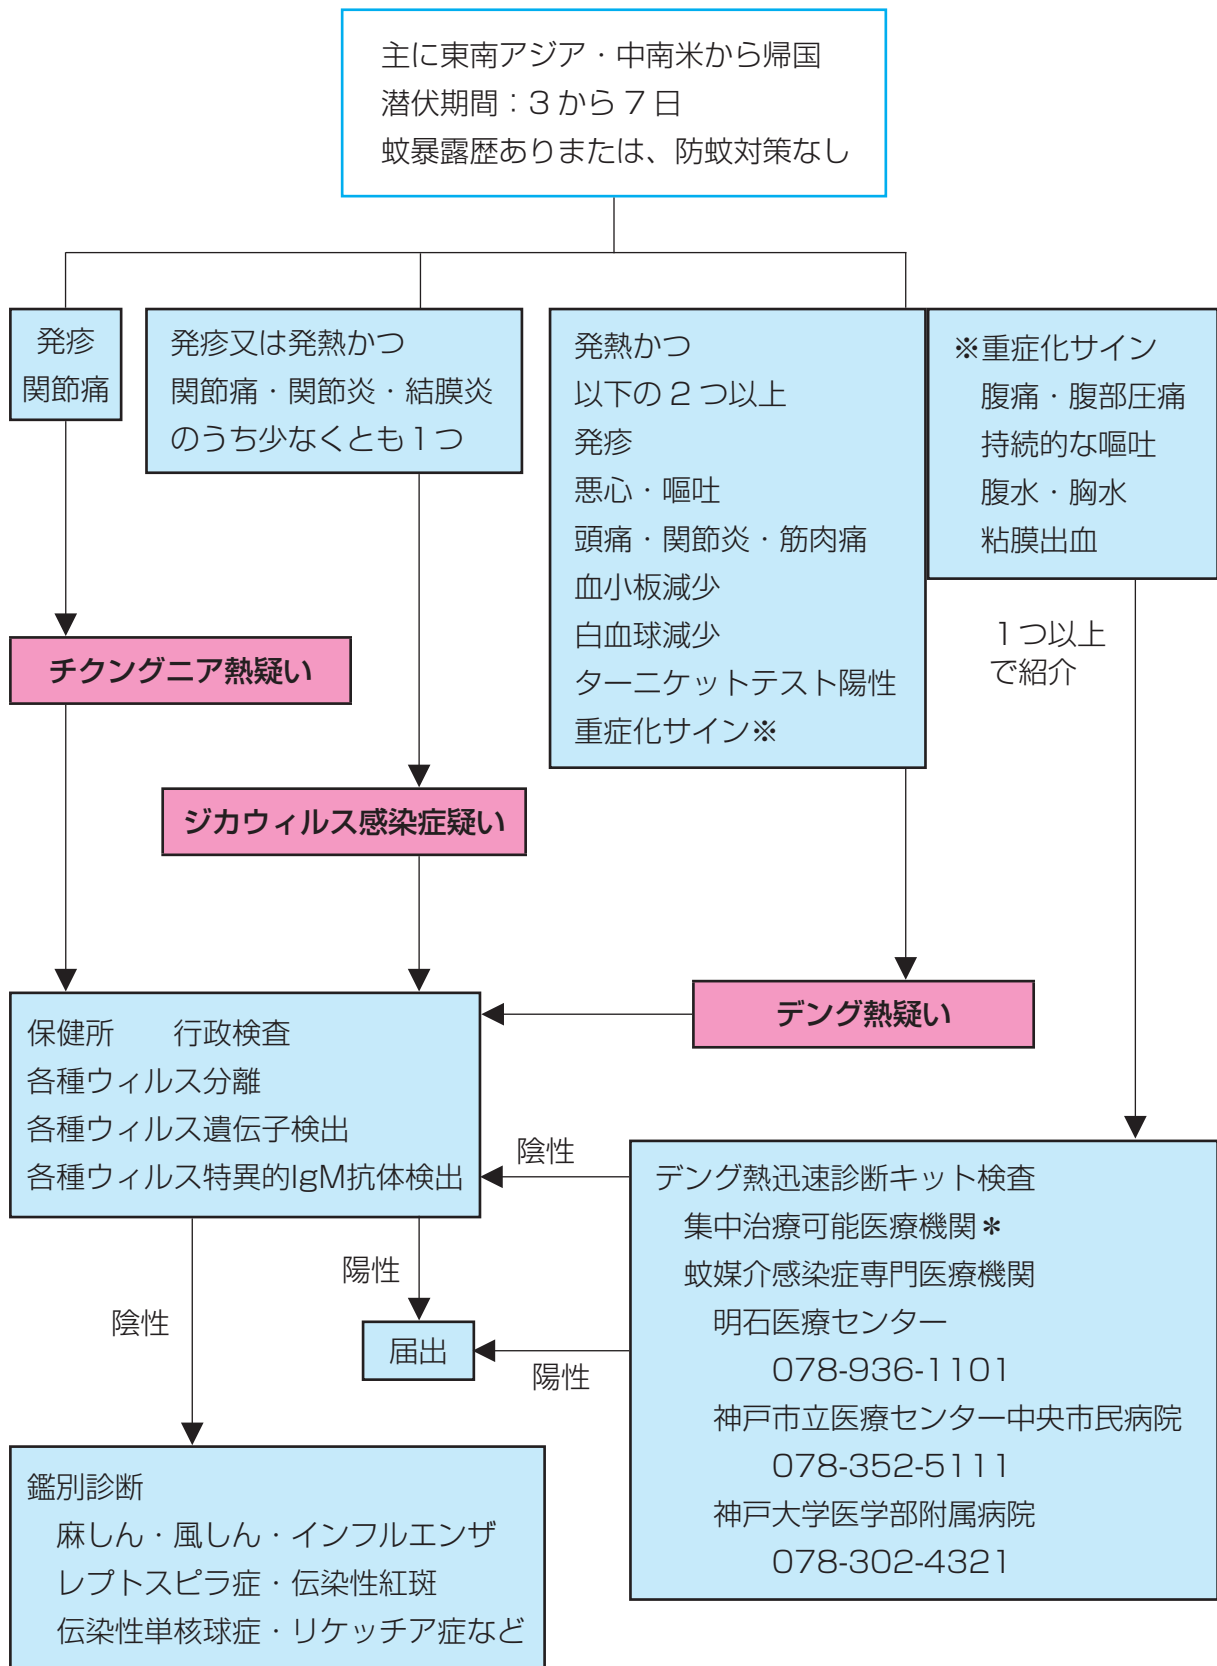 主に東南アジア・中南米から帰国
潜伏期間：3 から 7 日
蚊暴露歴ありまたは、防蚊対策なし
発疹
関節痛
発疹又は発熱かつ
関節痛・関節炎・結膜炎
のうち少なくとも1つ
発熱かつ
以下の 2 つ以上
発疹
悪心・嘔吐
頭痛・関節炎・筋肉痛
血小板減少
白血球減少
ターニケットテスト陽性
重症化サイン※
※重症化サイン
腹痛・腹部圧痛
持続的な嘔吐
腹水・胸水
粘膜出血
1つ以上
で紹介
チクングニア熱疑い
ジカウィルス感染症疑い
デング熱疑い
保健所　　行政検査
各種ウィルス分離
各種ウィルス遺伝子検出
各種ウィルス特異的IgM抗体検出
陰性
デング熱迅速診断キット検査
集中治療可能医療機関＊
蚊媒介感染症専門医療機関
明石医療センター
078-936-1101
神戸市立医療センター中央市民病院
078-352-5111
神戸大学医学部附属病院
078-302-4321
陽性
陰性
届出
陽性
鑑別診断
麻しん・風しん・インフルエンザ
レプトスピラ症・伝染性紅斑
伝染性単核球症・リケッチア症など